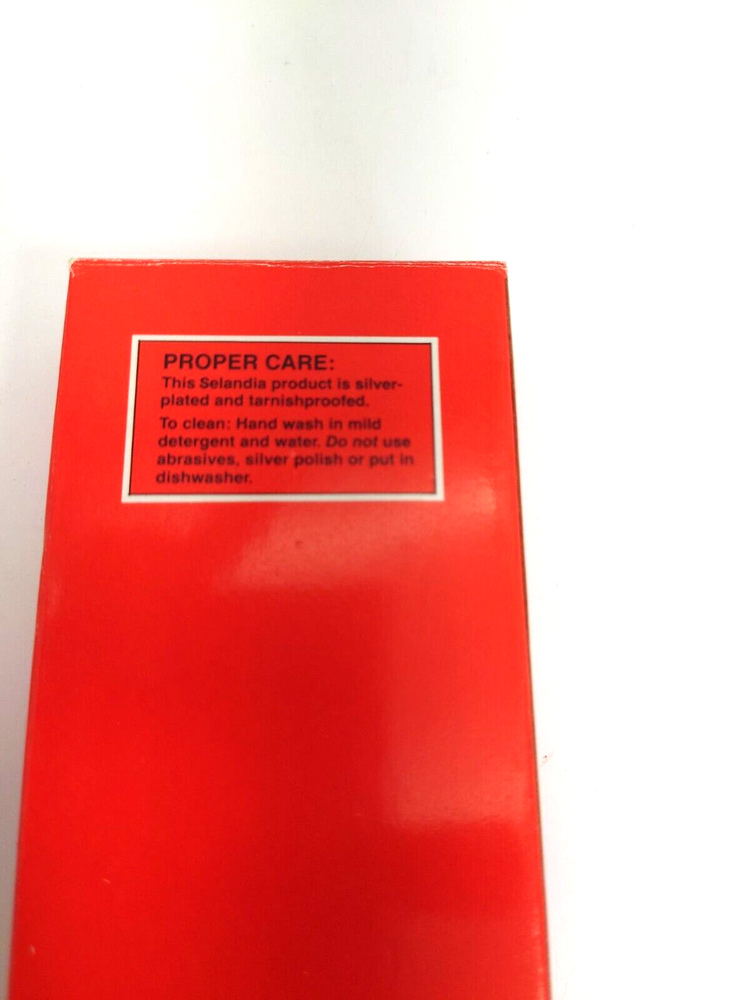 PROPER CARE:
This Selandia product is silver-
plated and tarnishproofed.
To clean: Hand wash in mild
detergent and water. Do not use
abrasives, silver polish or put in
dishwasher.